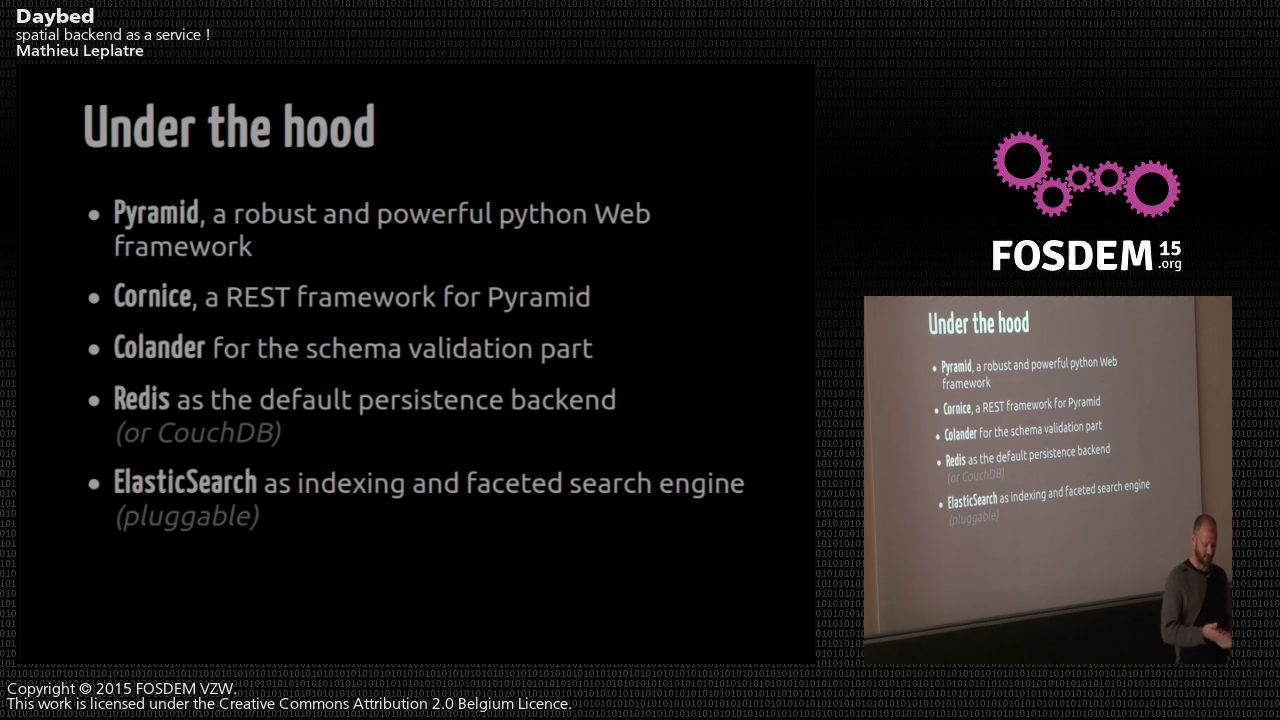 Daybed
spatial backend as a service !
Mathieu Leplatre
Under the hood
• Pyramid, a robust and powerful python Web
framework
• Cornice, a REST framework for Pyramid
• Colander for the schema validation part
• Redis as the default persistence backend
(or CouchDB)
• ElasticSearch as indexing and faceted search engine
(pluggable)
FOSDEM 15
.org
Under the hood
• Pyramid, a robust and powerful python Web
framework
• Cornice, a REST framework for Pyramid
• Colander for the schema validation part
• Redis as the default persistence backend
(or CouchDB)
• ElasticSearch as indexing and faceted search engine
(pluggable)
Copyright © 2015 FOSDEM VZW.
This work is licensed under the Creative Commons Attribution 2.0 Belgium Licence.